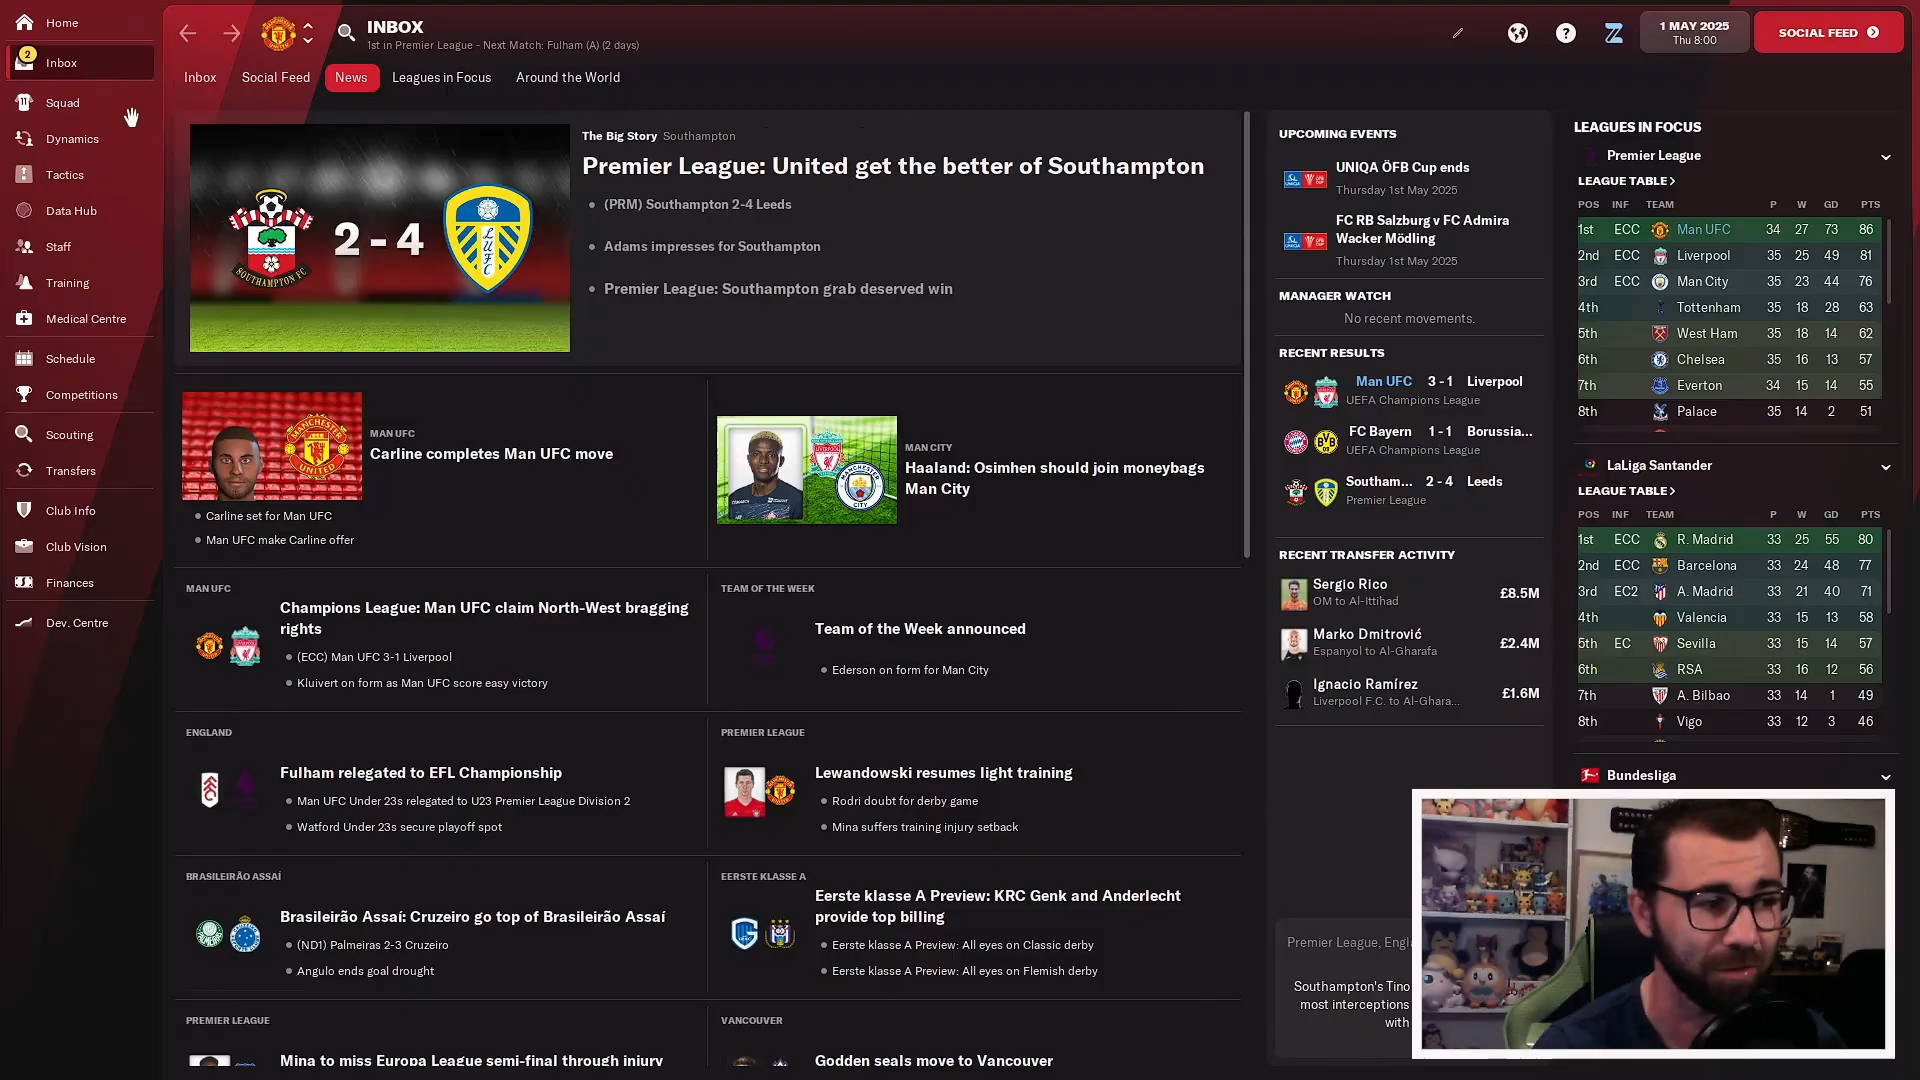 Home
2
Inbox
Squad
Dynamics
Tactics
Data Hub
Staff
Training
Medical Centre
Schedule
Competitions
Scouting
Transfers
Club Info
Club Vision
Finances
Dev. Centre
INBOX
1st in Premier League - Next Match: Fulham (A) (2 days)
?
1 MAY 2025
Thu 8:00
SOCIAL FEED
Inbox Social Feed News Leagues in Focus Around the World
SOUTHAMPTON FC
2 - 4
LUFC
The Big Story Southampton
Premier League: United get the better of Southampton
(PRM) Southampton 2-4 Leeds
Adams impresses for Southampton
Premier League: Southampton grab deserved win
MAN UFC
Carline completes Man UFC move
Carline set for Man UFC
Man UFC make Carline offer
MAN CITY
Haaland: Osimhen should join moneybags
Man City
MAN UFC
Champions League: Man UFC claim North-West bragging
rights
(ECC) Man UFC 3-1 Liverpool
Kluivert on form as Man UFC score easy victory
TEAM OF THE WEEK
Team of the Week announced
Ederson on form for Man City
ENGLAND
Fulham relegated to EFL Championship
Man UFC Under 23s relegated to U23 Premier League Division 2
Watford Under 23s secure playoff spot
PREMIER LEAGUE
Lewandowski resumes light training
Rodri doubt for derby game
Mina suffers training injury setback
BRASILEIRÃO ASSAÍ
Brasileirão Assaí: Cruzeiro go top of Brasileirão Assaí
(ND1) Palmeiras 2-3 Cruzeiro
Angulo ends goal drought
EERSTE KLASSE A
Eerste klasse A Preview: KRC Genk and Anderlecht
provide top billing
Eerste klasse A Preview: All eyes on Classic derby
Eerste klasse A Preview: All eyes on Flemish derby
PREMIER LEAGUE
Mina to miss Europa League semi-final through injury
VANCOUVER
Godden seals move to Vancouver
UPCOMING EVENTS
UNIQA ÖFB Cup ends
Thursday 1st May 2025
FC RB Salzburg v FC Admira
Wacker Mödling
Thursday 1st May 2025
MANAGER WATCH
No recent movements.
RECENT RESULTS
Man UFC 3 - 1 Liverpool
UEFA Champions League
FC Bayern 1 - 1 Borussia...
UEFA Champions League
Southam... 2 - 4 Leeds
Premier League
RECENT TRANSFER ACTIVITY
Sergio Rico
OM to Al-Ittihad
£8.5M
Marko Dmitrović
Espanyol to Al-Gharafa
£2.4M
Ignacio Ramírez
Liverpool F.C. to Al-Ghara...
£1.6M
Premier League, Engla
Southampton's Tino
most interceptions
with
LEAGUES IN FOCUS
Premier League
LEAGUE TABLE >
POS INF TEAM P W GD PTS
1st ECC Man UFC 34 27 73 86
2nd ECC Liverpool 35 25 49 81
3rd ECC Man City 35 23 44 76
4th Tottenham 35 18 28 63
5th West Ham 35 18 14 62
6th Chelsea 35 16 13 57
7th Everton 34 15 14 55
8th Palace 35 14 2 51
LaLiga Santander
LEAGUE TABLE >
POS INF TEAM P W GD PTS
1st ECC R. Madrid 33 25 55 80
2nd ECC Barcelona 33 24 48 77
3rd EC2 A. Madrid 33 21 40 71
4th Valencia 33 15 13 58
5th EC Sevilla 33 15 14 57
6th RSA 33 16 12 56
7th A. Bilbao 33 14 1 49
8th Vigo 33 12 3 46
Bundesliga